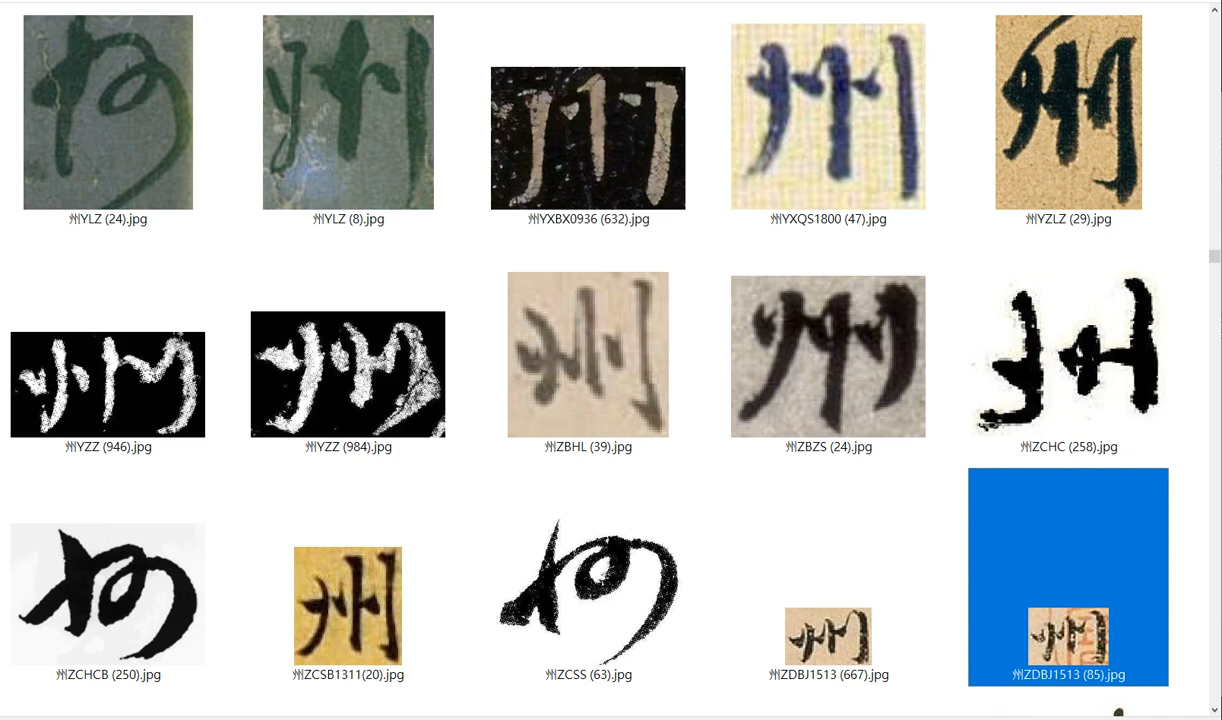 州 州 州 州 州
州YLZ (24).jpg 州YLZ (8).jpg 州YXBX0936 (632).jpg 州YXQS1800 (47).jpg 州YZLZ (29).jpg
州 州 州 州 州
州YZZ (946).jpg 州YZZ (984).jpg 州ZBHL (39).jpg 州ZBZS (24).jpg 州ZCHC (258).jpg
州 州 州 州 州
州ZCHCB (250).jpg 州ZCSB1311(20).jpg 州ZCSS (63).jpg 州ZDBJ1513 (667).jpg 州ZDBJ1513 (85).jpg